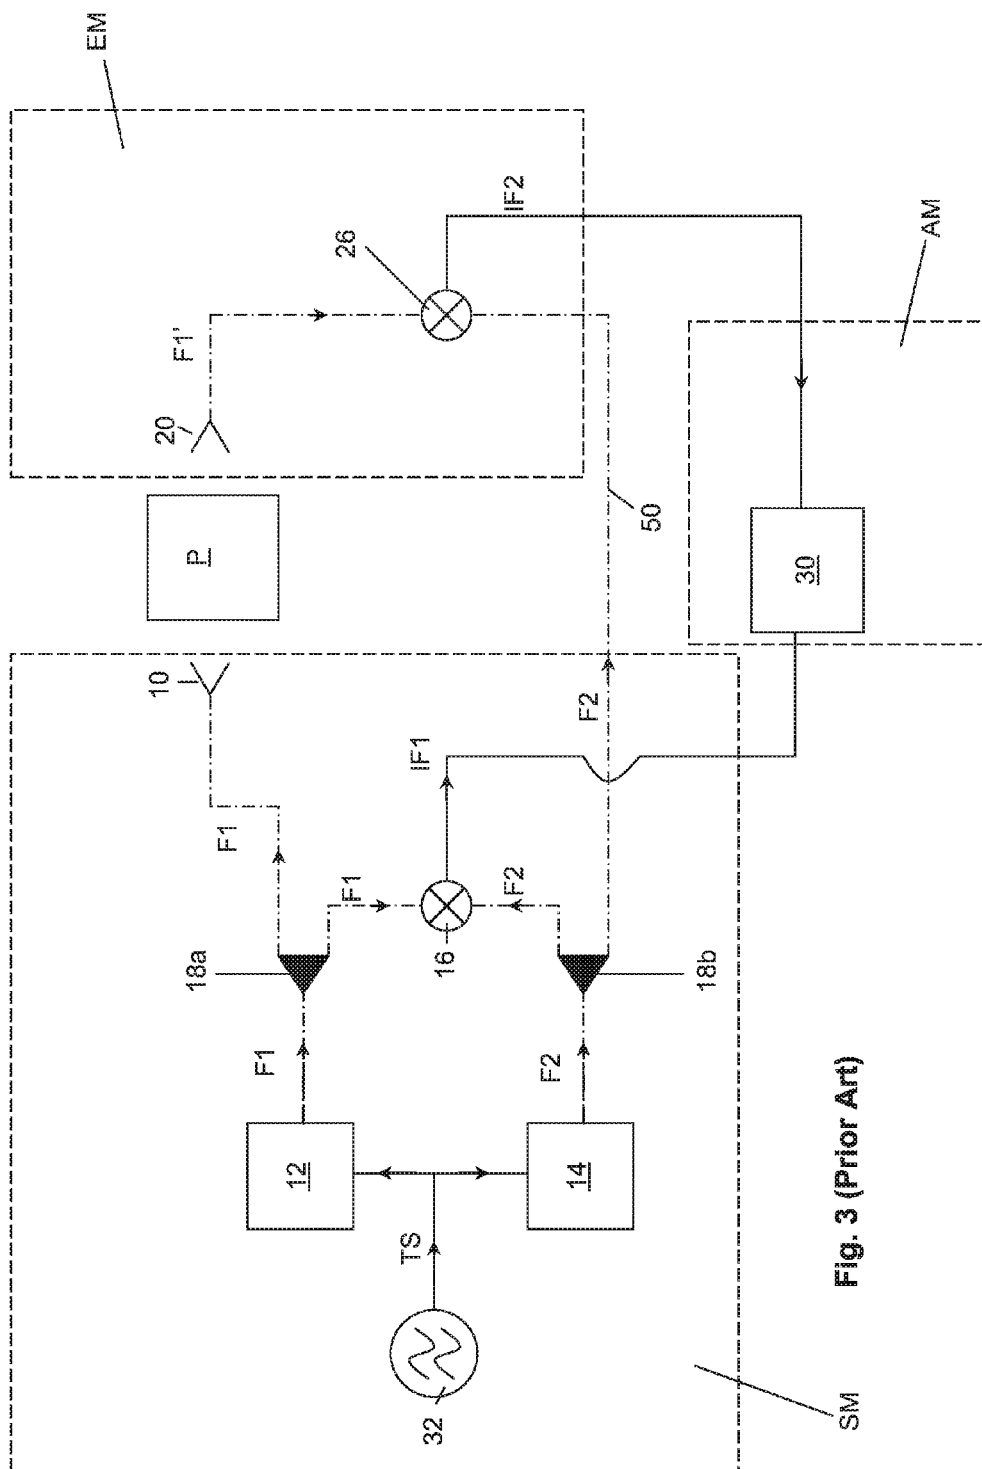 EM
IF2
26
F1'
20
AM
P
50
30
10
F1
IF1
F2
F1
F2
16
18a
18b
F1
F2
12
14
TS
32
SM
Fig. 3 (Prior Art)